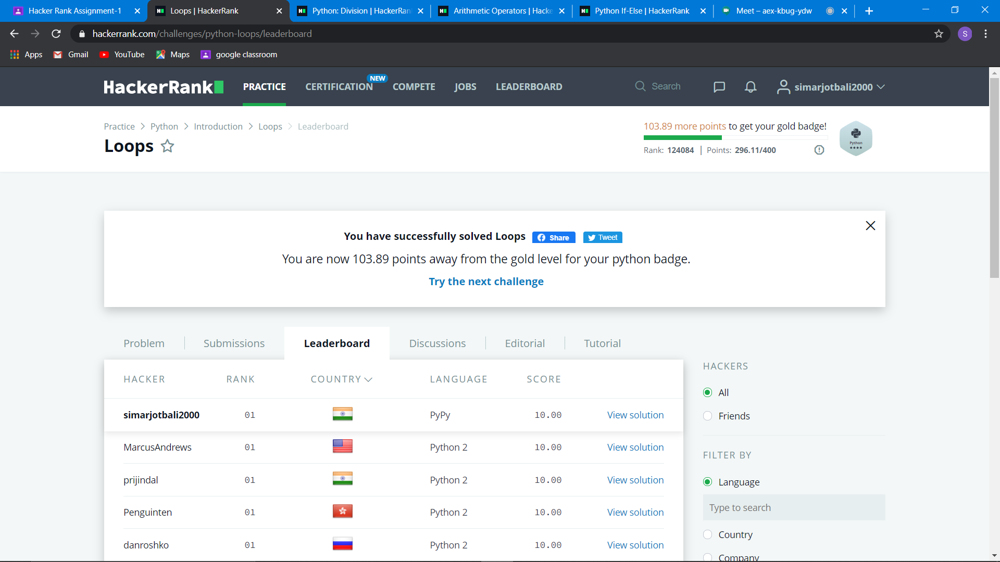 Hacker Rank Assignment-1
Loops | HackerRank
Python: Division | HackerRan
Arithmetic Operators | Hacke
Python If-Else | HackerRank
Meet – aex-kbug-ydw
hackerrank.com/challenges/python-loops/leaderboard
S
Apps
Gmail
YouTube
Maps
google classroom
HackerRank
PRACTICE
CERTIFICATION
NEW
COMPETE
JOBS
LEADERBOARD
Search
simarjotbali2000
Practice > Python > Introduction > Loops > Leaderboard
Loops
103.89 more points to get your gold badge!
Rank: 124084 | Points: 296.11/400
Python
You have successfully solved Loops
Share
Tweet
You are now 103.89 points away from the gold level for your python badge.
Try the next challenge
Problem
Submissions
Leaderboard
Discussions
Editorial
Tutorial
HACKER RANK COUNTRY LANGUAGE SCORE
simarjotbali2000 01 PyPy 10.00 View solution
MarcusAndrews 01 Python 2 10.00 View solution
prijindal 01 Python 2 10.00 View solution
Penguinten 01 Python 2 10.00 View solution
danroshko 01 Python 2 10.00 View solution
HACKERS
All
Friends
FILTER BY
Language
Type to search
Country
Company